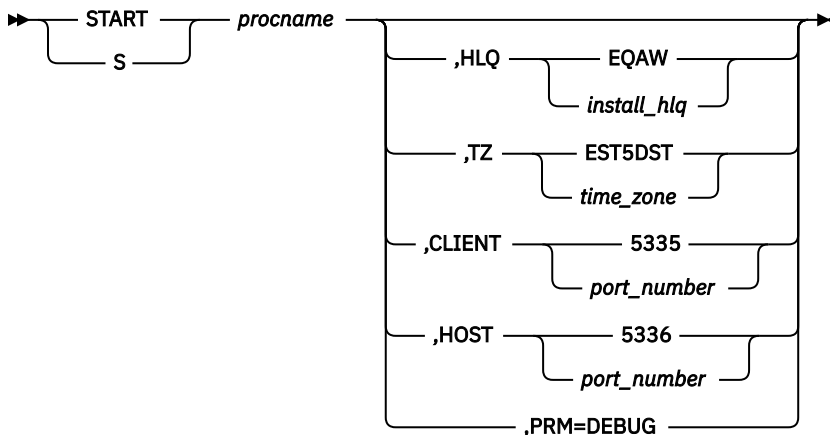 START procname
S
,HLQ EQAW
install_hlq
,TZ EST5DST
time_zone
,CLIENT 5335
port_number
,HOST 5336
port_number
,PRM=DEBUG